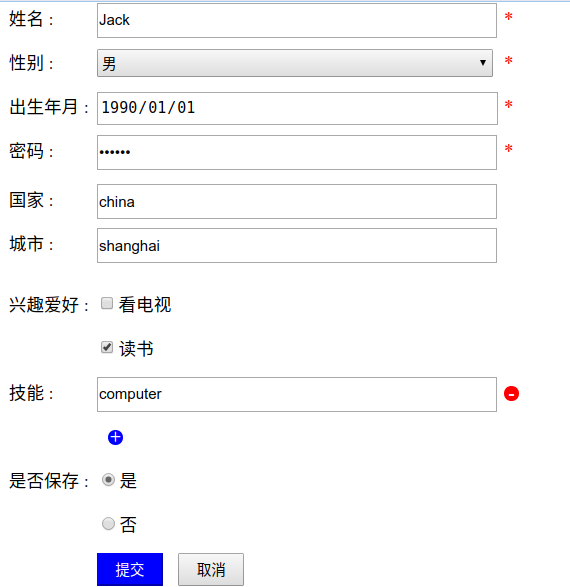 姓名： Jack *
性别： 男 *
出生年月： 1990/01/01 *
密码： •••••• *
国家： china
城市： shanghai
兴趣爱好： 看电视
读书
技能： computer -
+
是否保存： 是
否
提交 取消